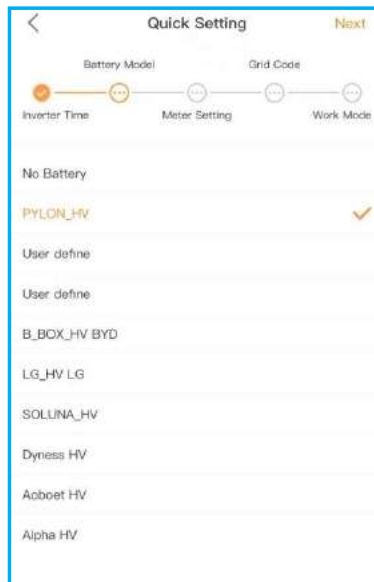 Quick Setting Next
Battery Model Grid Code
Inverter Time Meter Setting Work Mode
No Battery
PYLON_HV
User define
User define
B_BOX_HV BYD
LG_HV LG
SOLUNA_HV
Dyness HV
Aoboet HV
Alpha HV